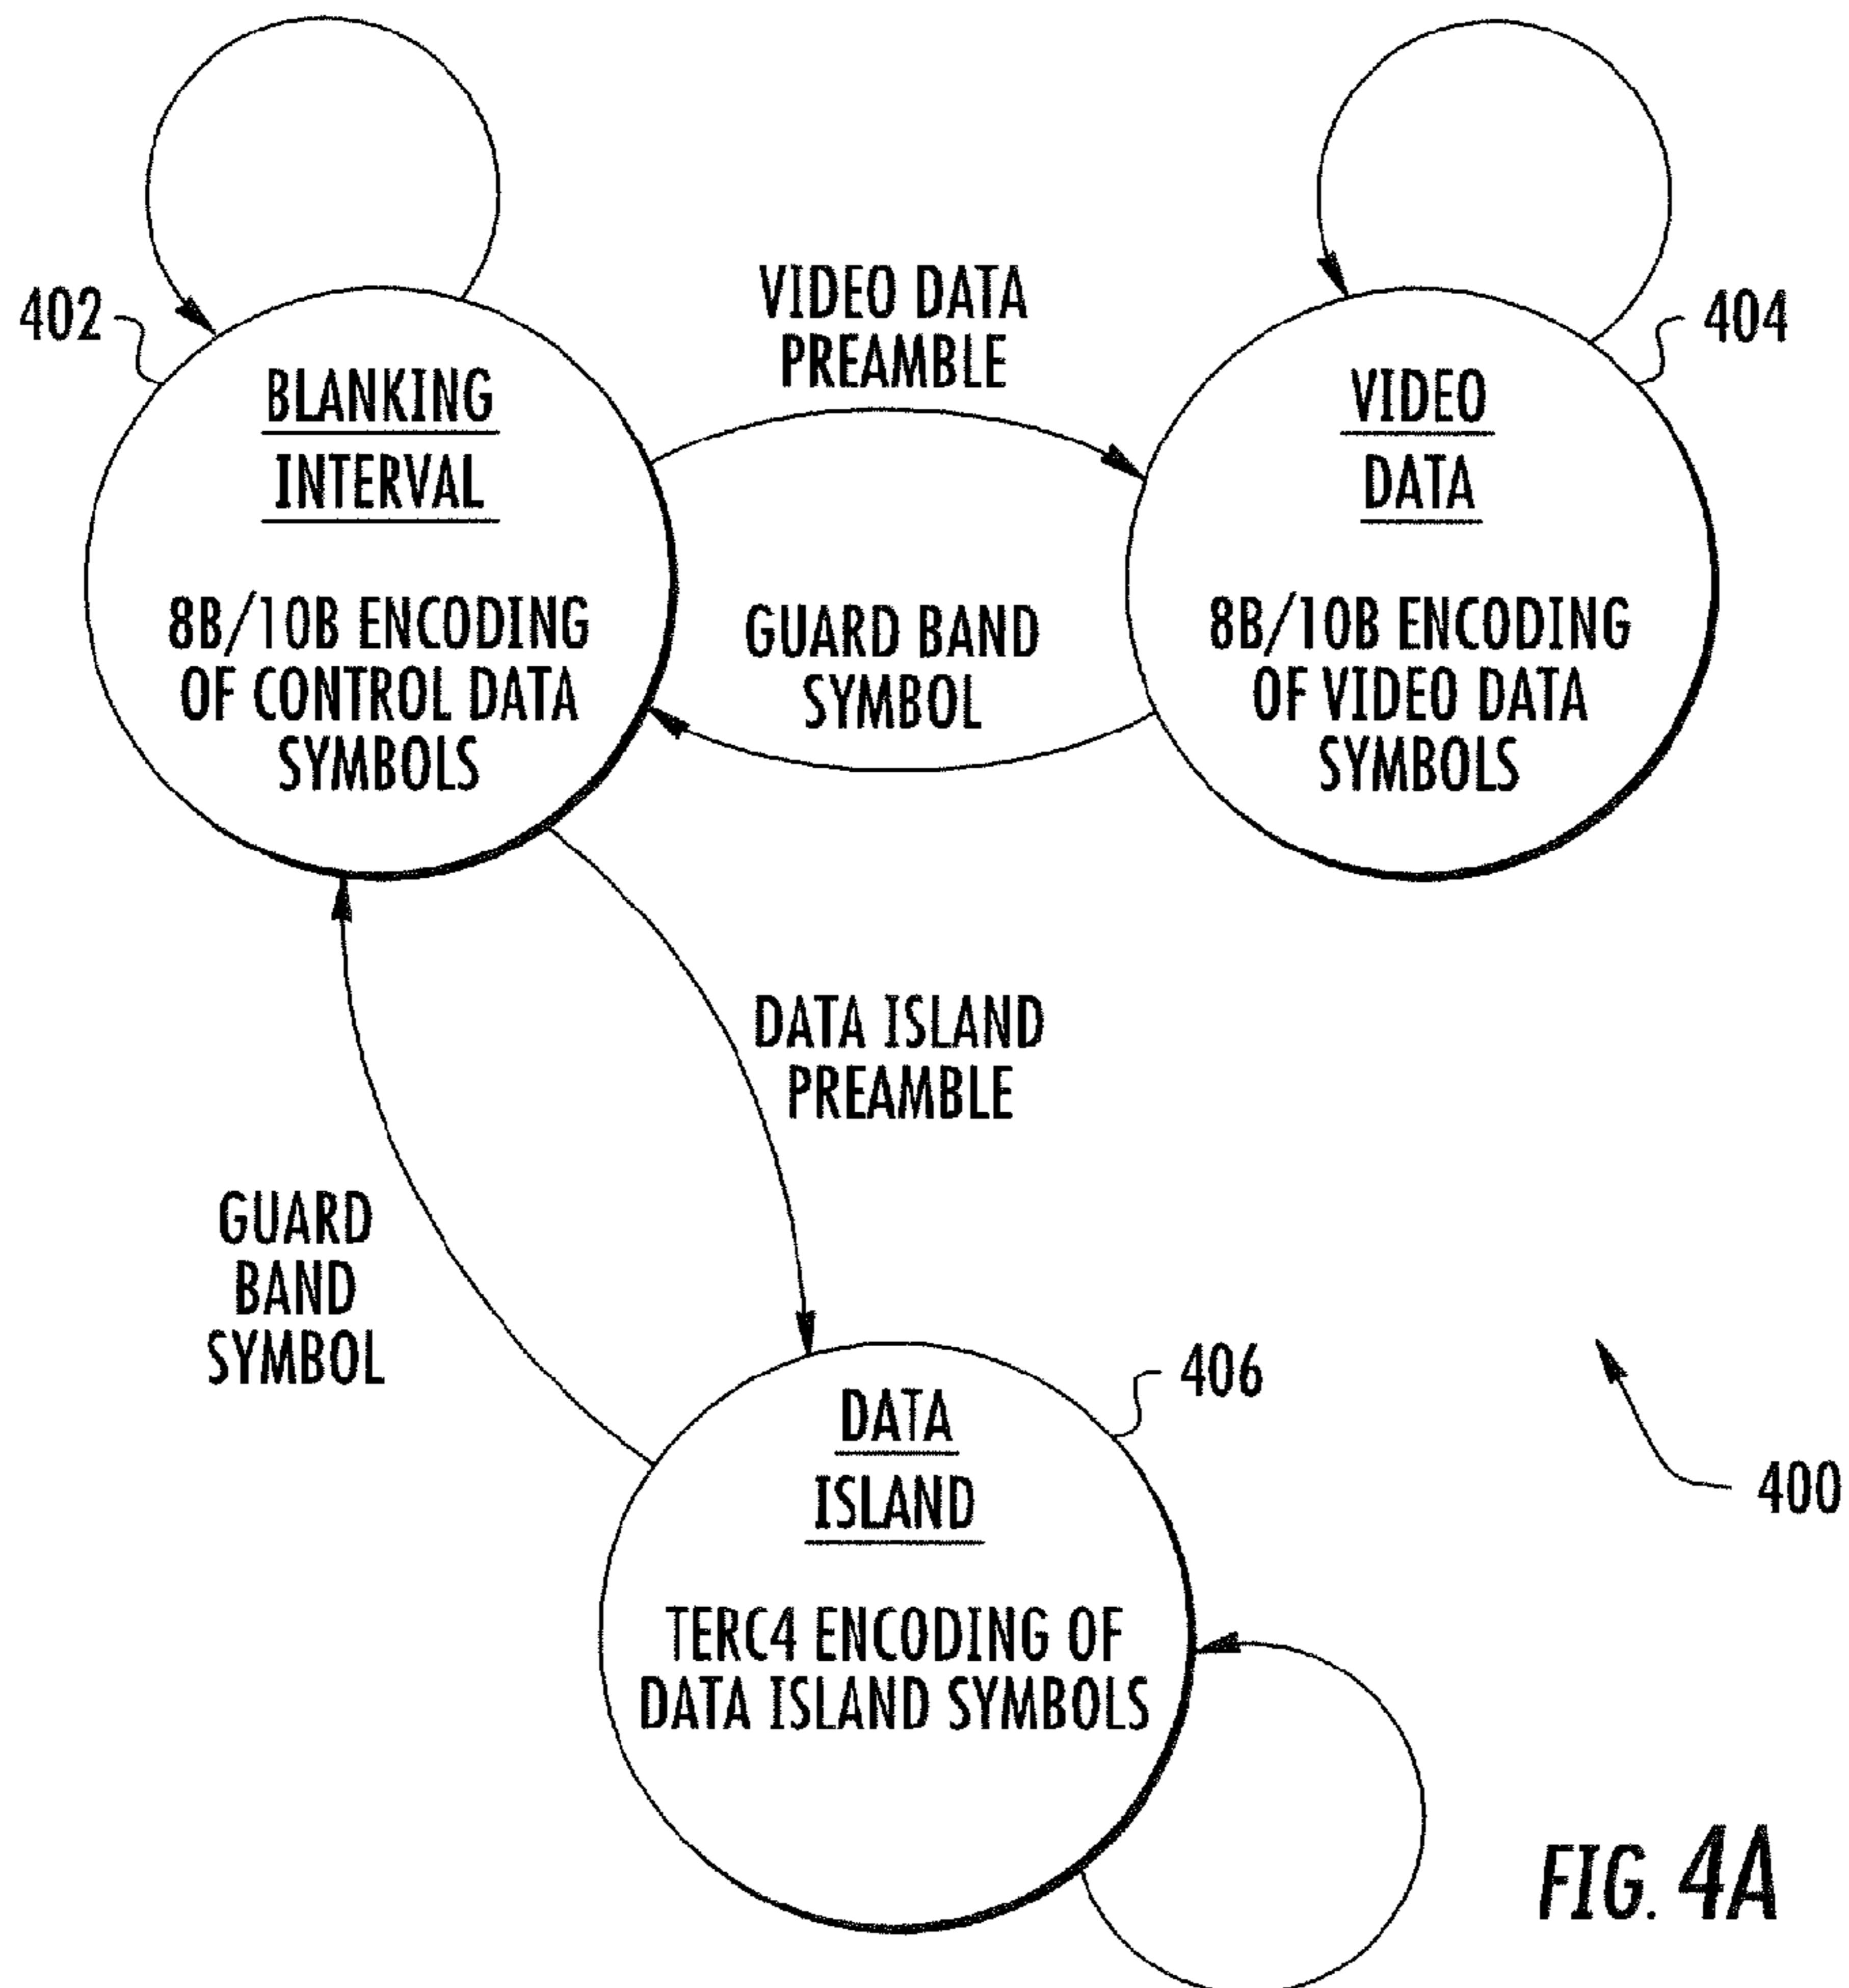 402
BLANKING
INTERVAL
8B/10B ENCODING
OF CONTROL DATA
SYMBOLS
VIDEO DATA
PREAMBLE
GUARD BAND
SYMBOL
404
VIDEO
DATA
8B/10B ENCODING
OF VIDEO DATA
SYMBOLS
DATA ISLAND
PREAMBLE
GUARD
BAND
SYMBOL
406
DATA
ISLAND
TERC4 ENCODING OF
DATA ISLAND SYMBOLS
400
FIG. 4A